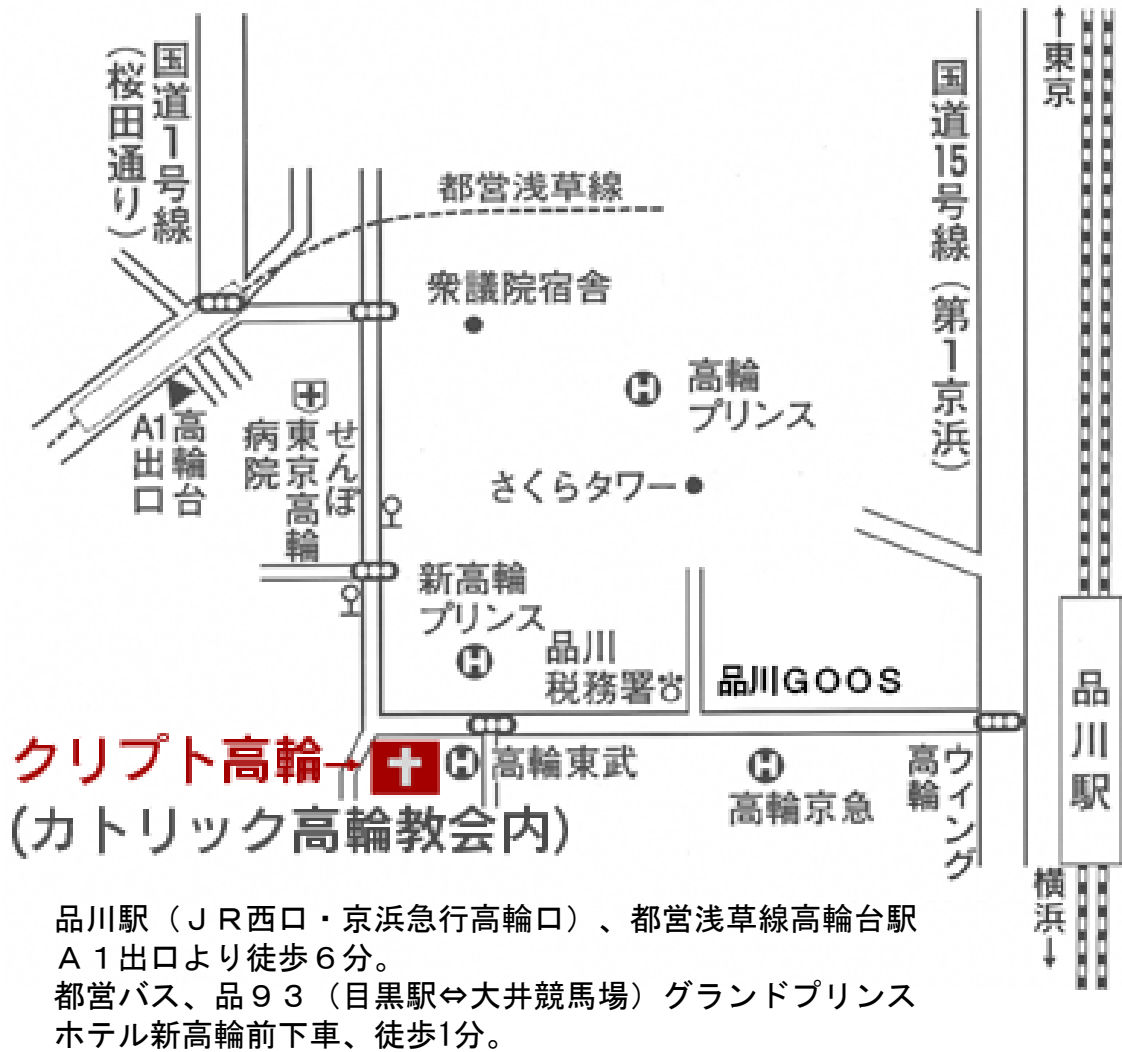 国道1号線
（桜田通り）
都営浅草線
国道15号線（第1京浜）
↑東京
衆議院宿舎
H
高輪
プリンス
さくらタワー
高輪台
A1出口
せんぽ
東京高輪
病院
新高輪
プリンス
H
品川
税務署
品川GOOS
品川駅
クリプト高輪→
(カトリック高輪教会内)
H
高輪東武
H
高輪京急
ウィング
高輪
横浜↓
品川駅（ＪＲ西口・京浜急行高輪口）、都営浅草線高輪台駅
Ａ１出口より徒歩６分。
都営バス、品９３（目黒駅⇔大井競馬場）グランドプリンス
ホテル新高輪前下車、徒歩1分。